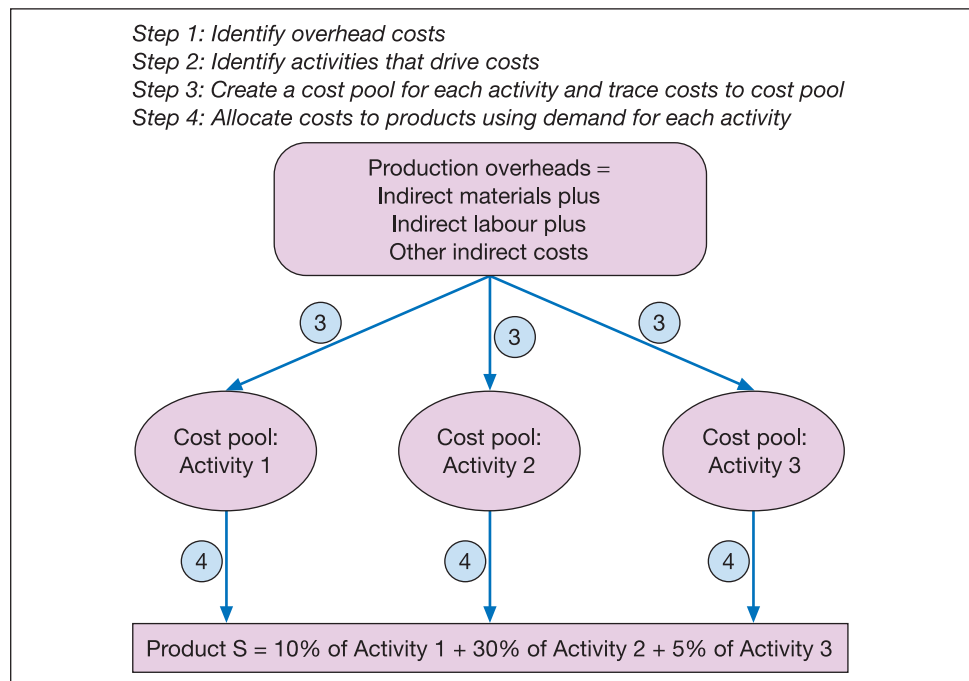 Step 1: Identify overhead costs
Step 2: Identify activities that drive costs
Step 3: Create a cost pool for each activity and trace costs to cost pool
Step 4: Allocate costs to products using demand for each activity
Production overheads =
Indirect materials plus
Indirect labour plus
Other indirect costs
3
3
3
Cost pool:
Activity 1
Cost pool:
Activity 2
Cost pool:
Activity 3
4
4
4
Product S = 10% of Activity 1 + 30% of Activity 2 + 5% of Activity 3